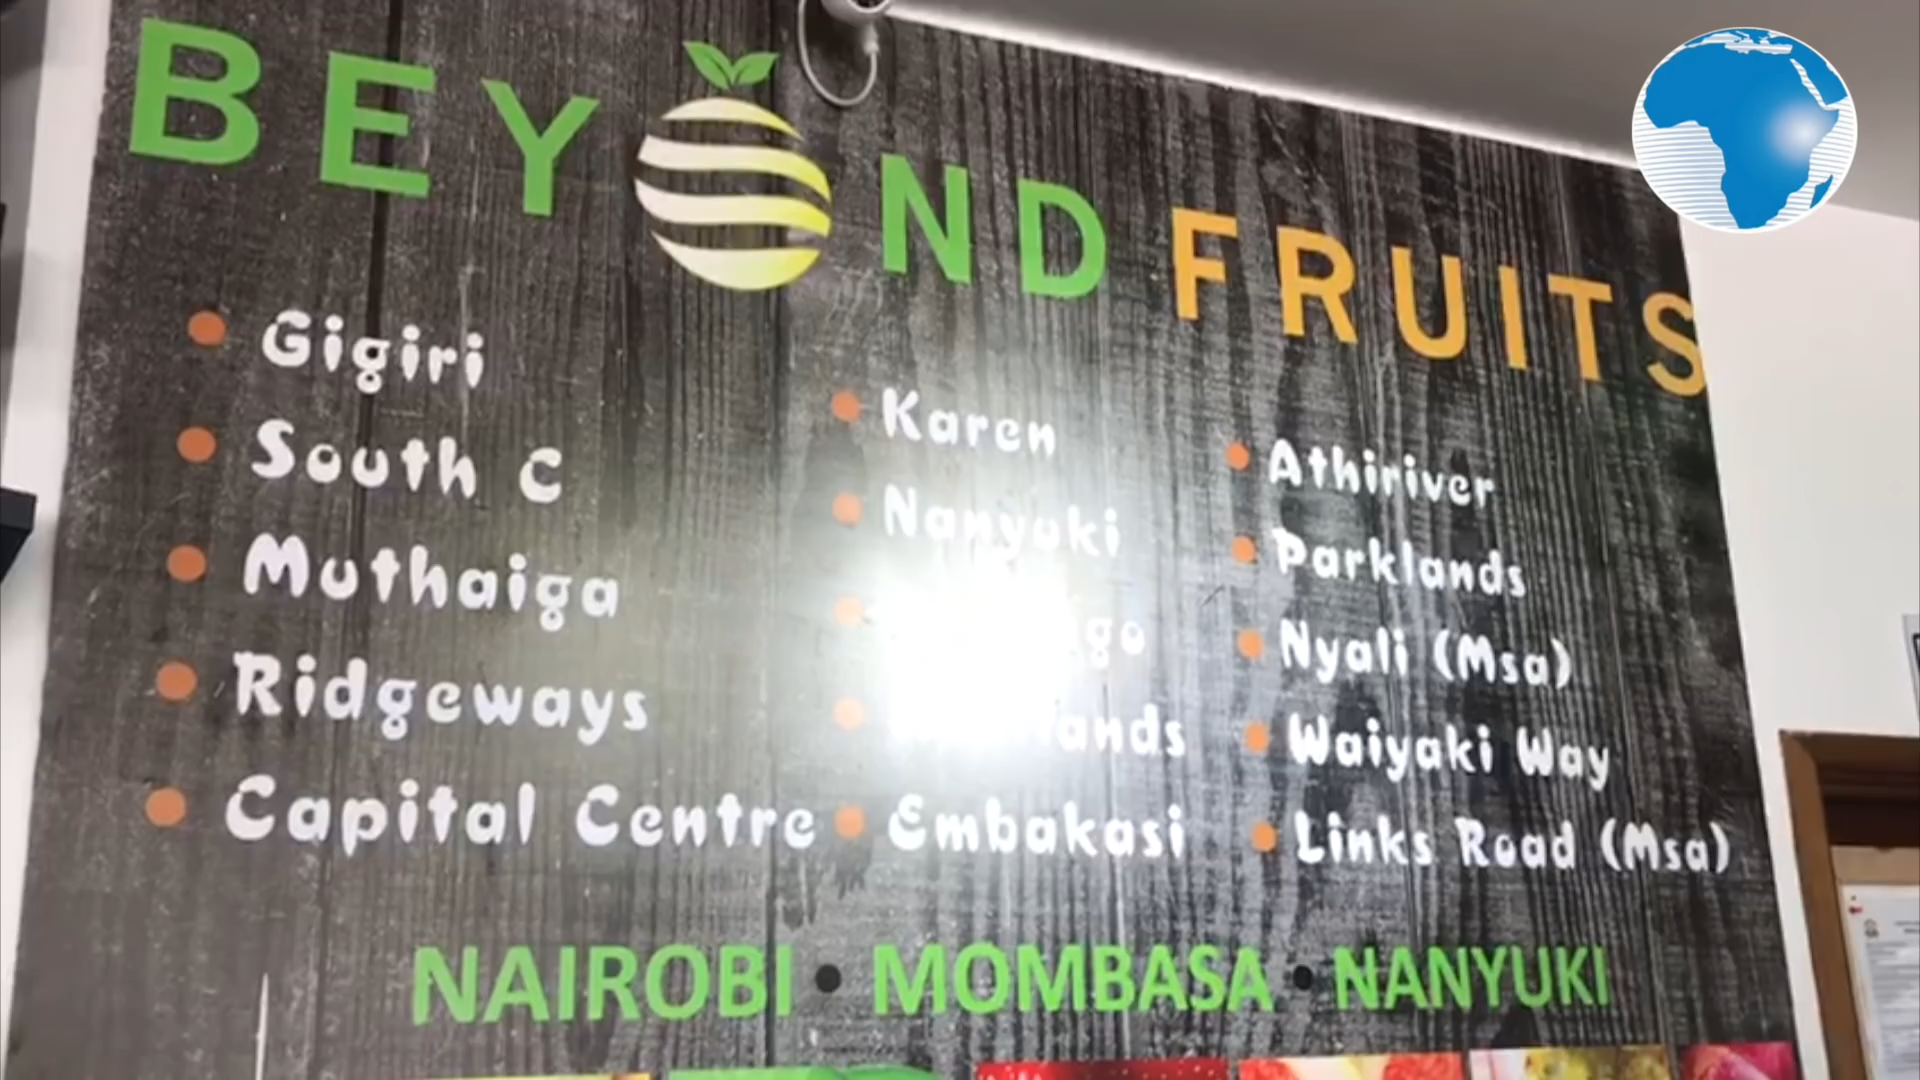 BEYOND FRUITS
Gigiri
South C
Muthaiga
Ridgeways
Capital Centre
Karen
Nanyuki
Embakasi
Athiriver
Parklands
Nyali (Msa)
Waiyaki Way
Links Road (Msa)
NAIROBI • MOMBASA • NANYUKI